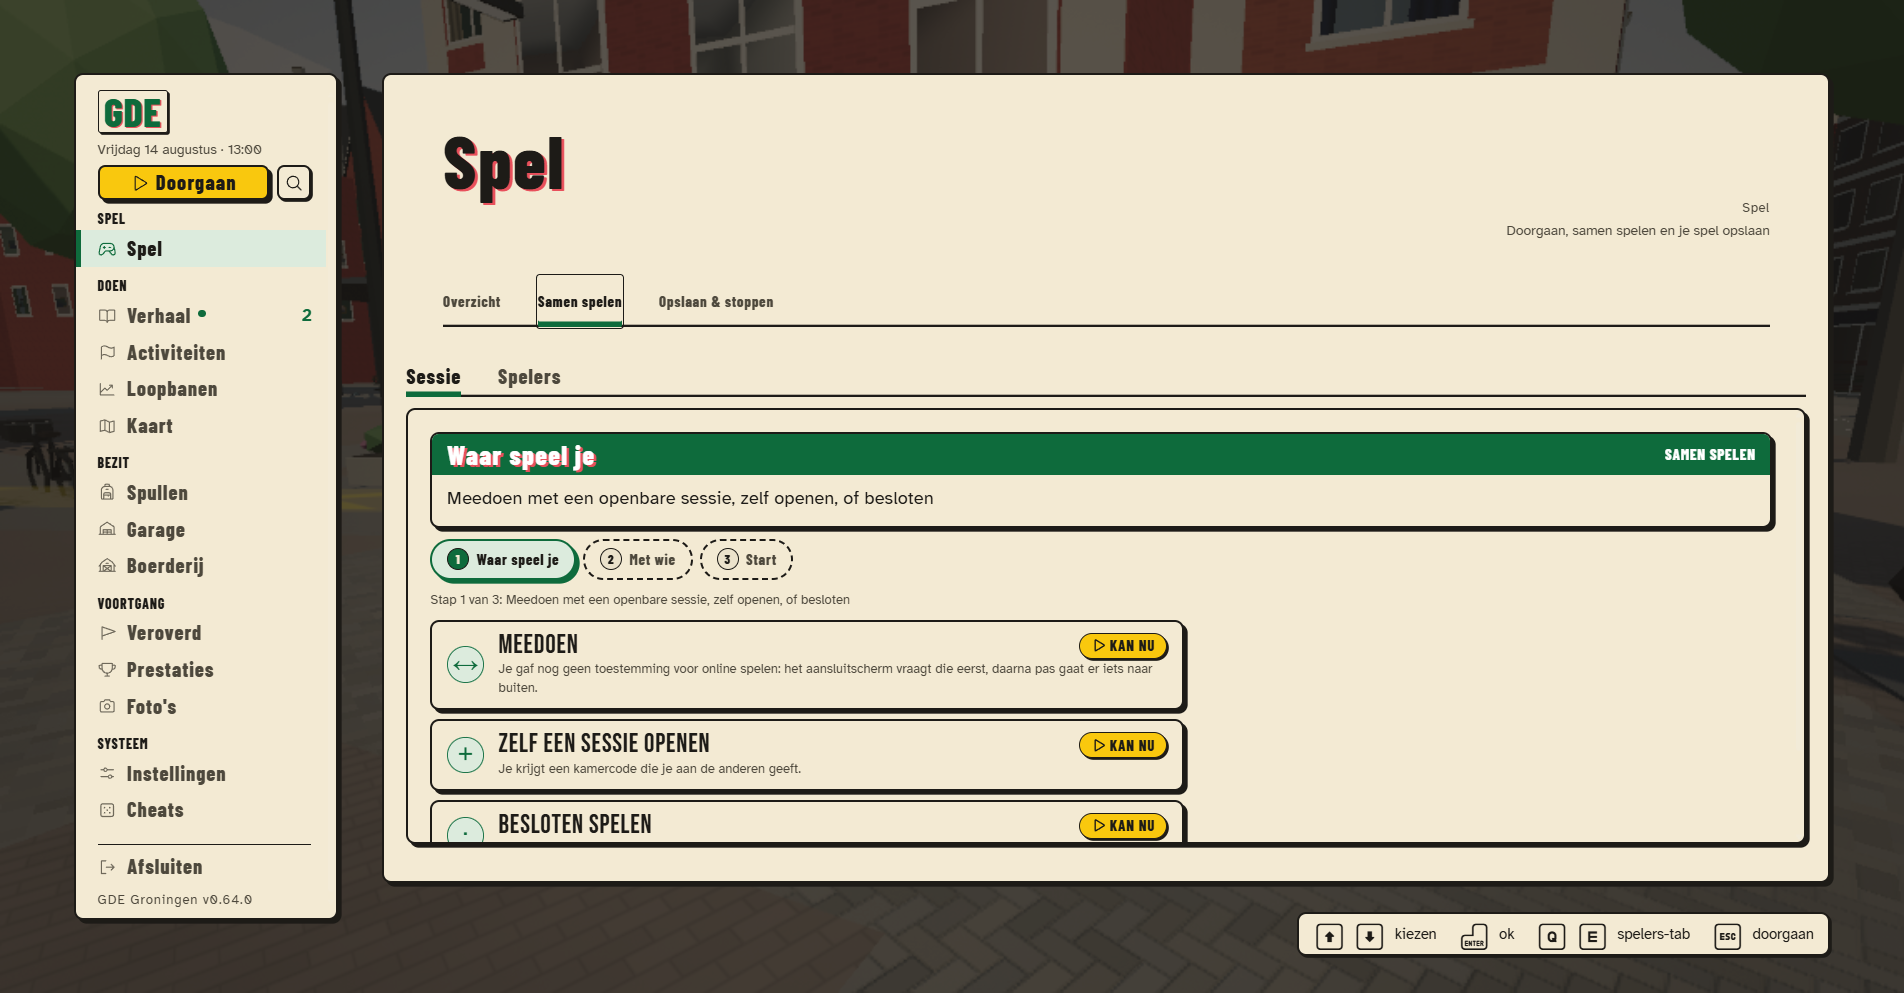 GDE
Vrijdag 14 augustus · 13:00
Doorgaan
SPEL
Spel
DOEN
Verhaal
2
Activiteiten
Loopbanen
Kaart
BEZIT
Spullen
Garage
Boerderij
VOORTGANG
Veroverd
Prestaties
Foto's
SYSTEEM
Instellingen
Cheats
Afsluiten
GDE Groningen v0.64.0
Spel
Spel
Doorgaan, samen spelen en je spel opslaan
Overzicht
Samen spelen
Opslaan & stoppen
Sessie
Spelers
Waar speel je
SAMEN SPELEN
Meedoen met een openbare sessie, zelf openen, of besloten
1 Waar speel je
2 Met wie
3 Start
Stap 1 van 3: Meedoen met een openbare sessie, zelf openen, of besloten
MEEDOEN
KAN NU
Je gaf nog geen toestemming voor online spelen: het aansluitscherm vraagt die eerst, daarna pas gaat er iets naar
buiten.
ZELF EEN SESSIE OPENEN
KAN NU
Je krijgt een kamercode die je aan de anderen geeft.
BESLOTEN SPELEN
KAN NU
kiezen
ENTER ok
Q E spelers-tab
ESC doorgaan